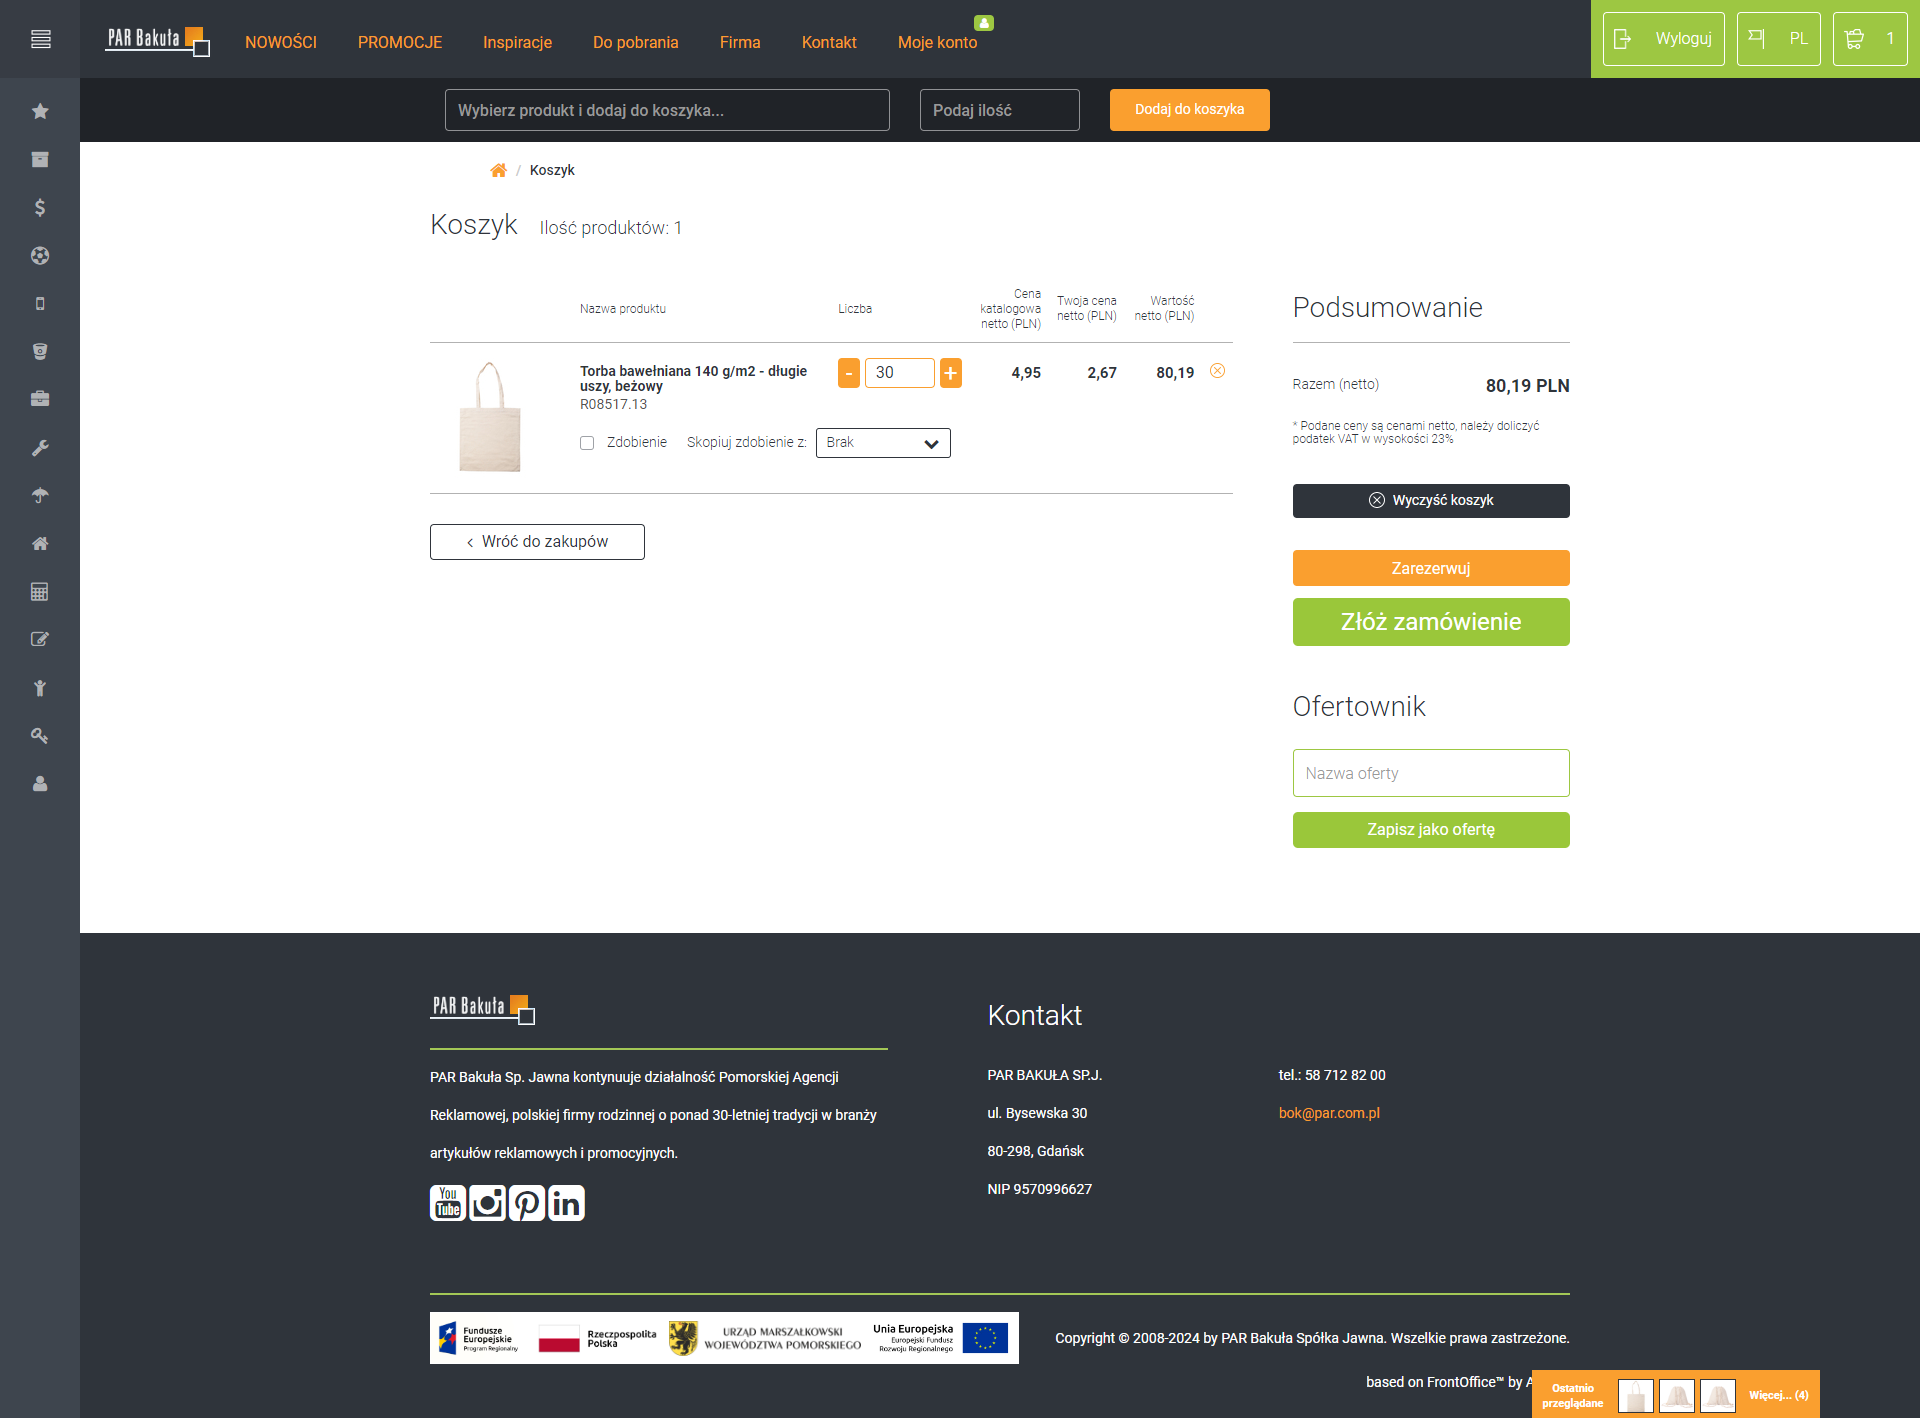 PAR Bakuła
NOWOŚCI
PROMOCJE
Inspiracje
Do pobrania
Firma
Kontakt
Moje konto
Wyloguj
PL
1
Wybierz produkt i dodaj do koszyka...
Podaj ilość
Dodaj do koszyka
/ Koszyk
Koszyk Ilość produktów: 1
Nazwa produktu
Liczba
Cena
katalogowa
netto (PLN)
Twoja cena
netto (PLN)
Wartość
netto (PLN)
Torba bawełniana 140 g/m2 - długie
uszy, beżowy
R08517.13
- 30 +
4,95
2,67
80,19
Zdobienie
Skopiuj zdobienie z:
Brak
Wróć do zakupów
Podsumowanie
Razem (netto) 80,19 PLN
* Podane ceny są cenami netto, należy doliczyć
podatek VAT w wysokości 23%
Wyczyść koszyk
Zarezerwuj
Złóż zamówienie
Ofertownik
Nazwa oferty
Zapisz jako ofertę
PAR Bakuła
PAR Bakuła Sp. Jawna kontynuuje działalność Pomorskiej Agencji
Reklamowej, polskiej firmy rodzinnej o ponad 30-letniej tradycji w branży
artykułów reklamowych i promocyjnych.
You
Tube
in
Kontakt
PAR BAKUŁA SP.J.
ul. Bysewska 30
80-298, Gdańsk
NIP 9570996627
tel.: 58 712 82 00
bok@par.com.pl
Fundusze
Europejskie
Program Regionalny
Rzeczpospolita
Polska
URZĄD MARSZAŁKOWSKI
WOJEWÓDZTWA POMORSKIEGO
Unia Europejska
Europejski Fundusz
Rozwoju Regionalnego
Copyright © 2008-2024 by PAR Bakuła Spółka Jawna. Wszelkie prawa zastrzeżone.
based on FrontOffice™ by A
Ostatnio
przeglądane
Więcej... (4)